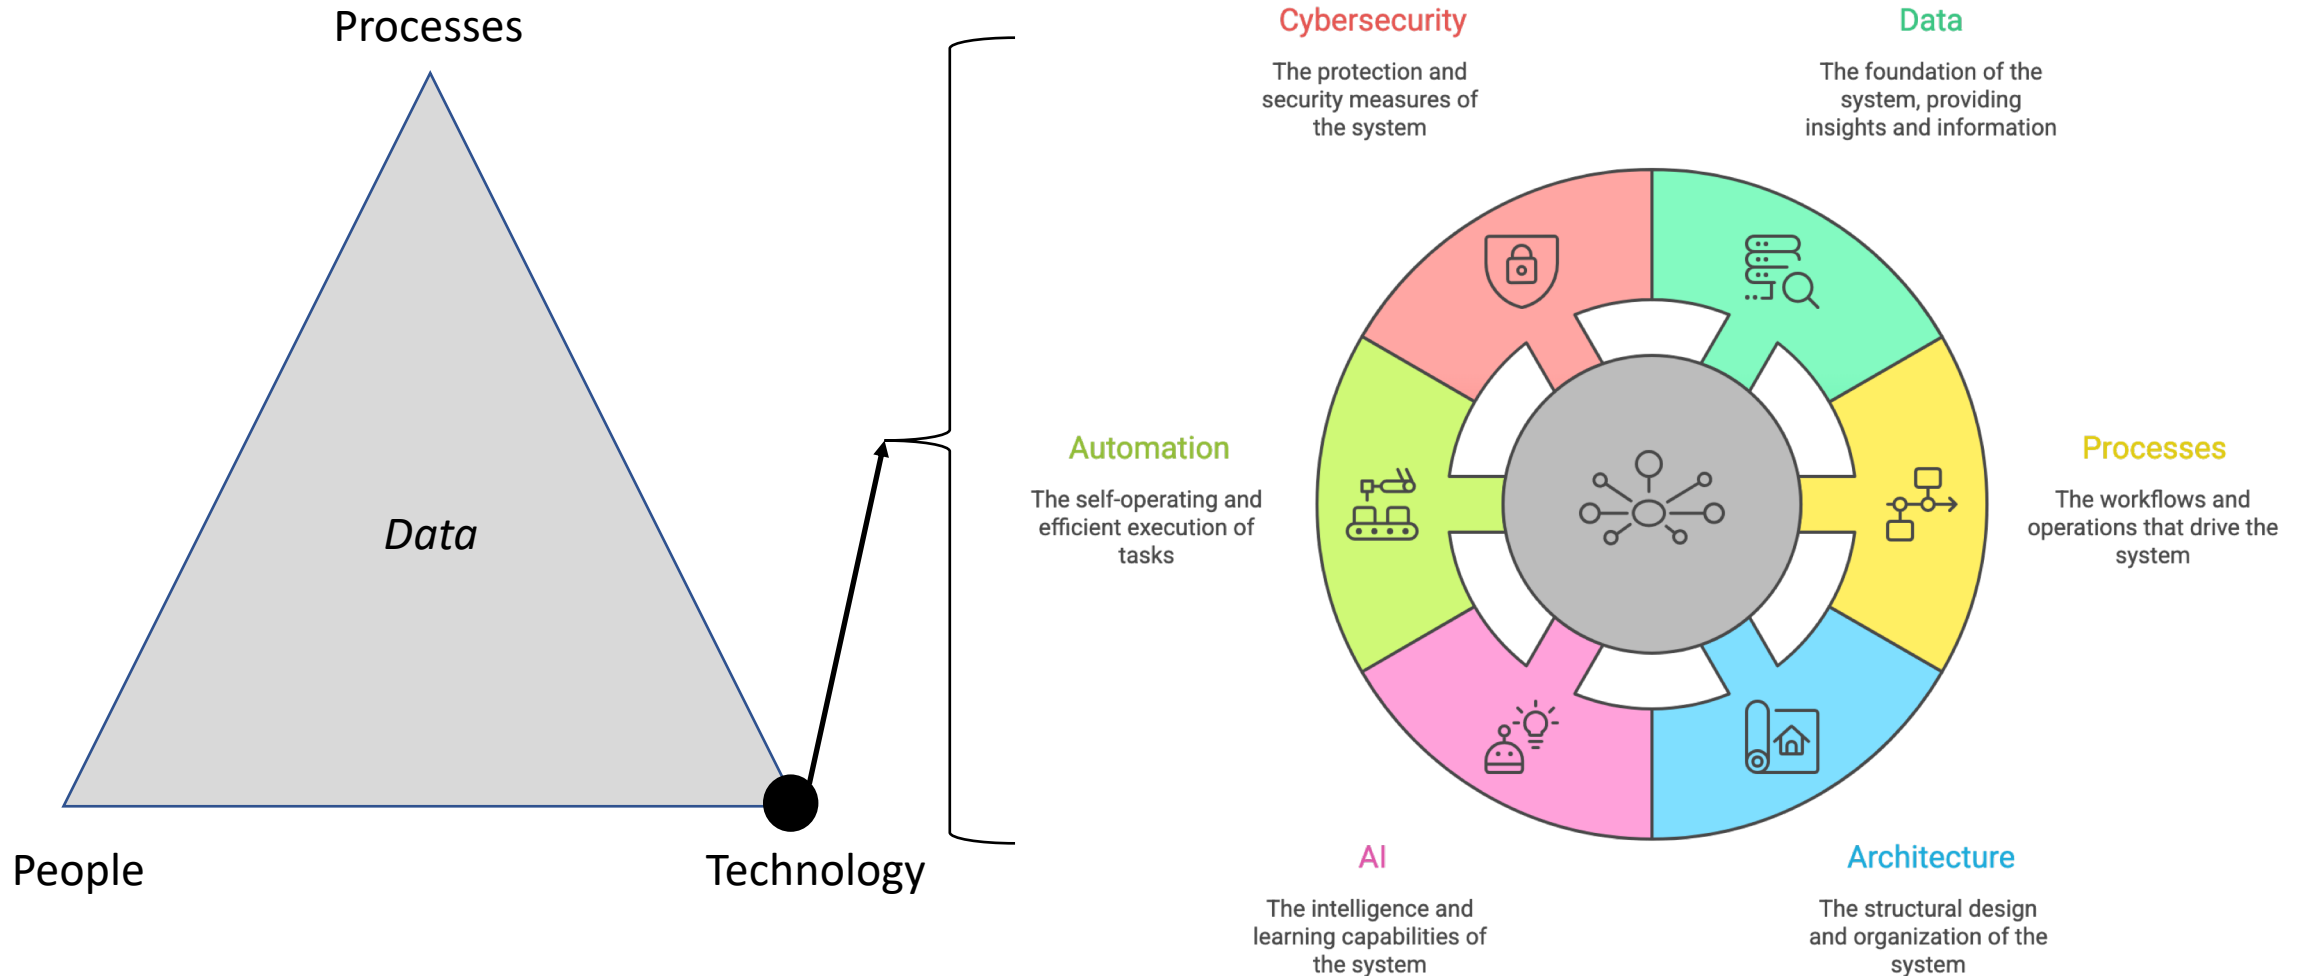 Processes
Data
People
Technology
Cybersecurity
The protection and
security measures of
the system
Data
The foundation of the
system, providing
insights and information
Automation
The self-operating and
efficient execution of
tasks
Processes
The workflows and
operations that drive the
system
AI
The intelligence and
learning capabilities of
the system
Architecture
The structural design
and organization of the
system